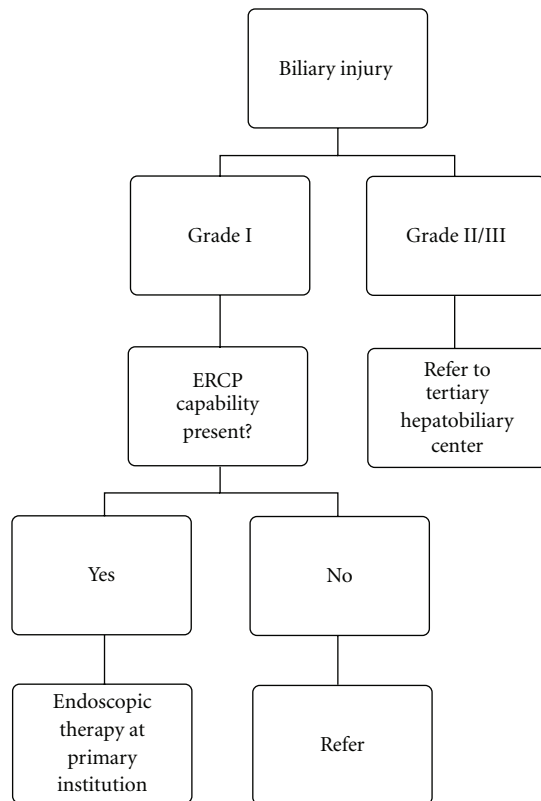 Biliary injury
Grade I
Grade II/III
ERCP
capability
present?
Refer to
tertiary
hepatobiliary
center
Yes
No
Endoscopic
therapy at
primary
institution
Refer